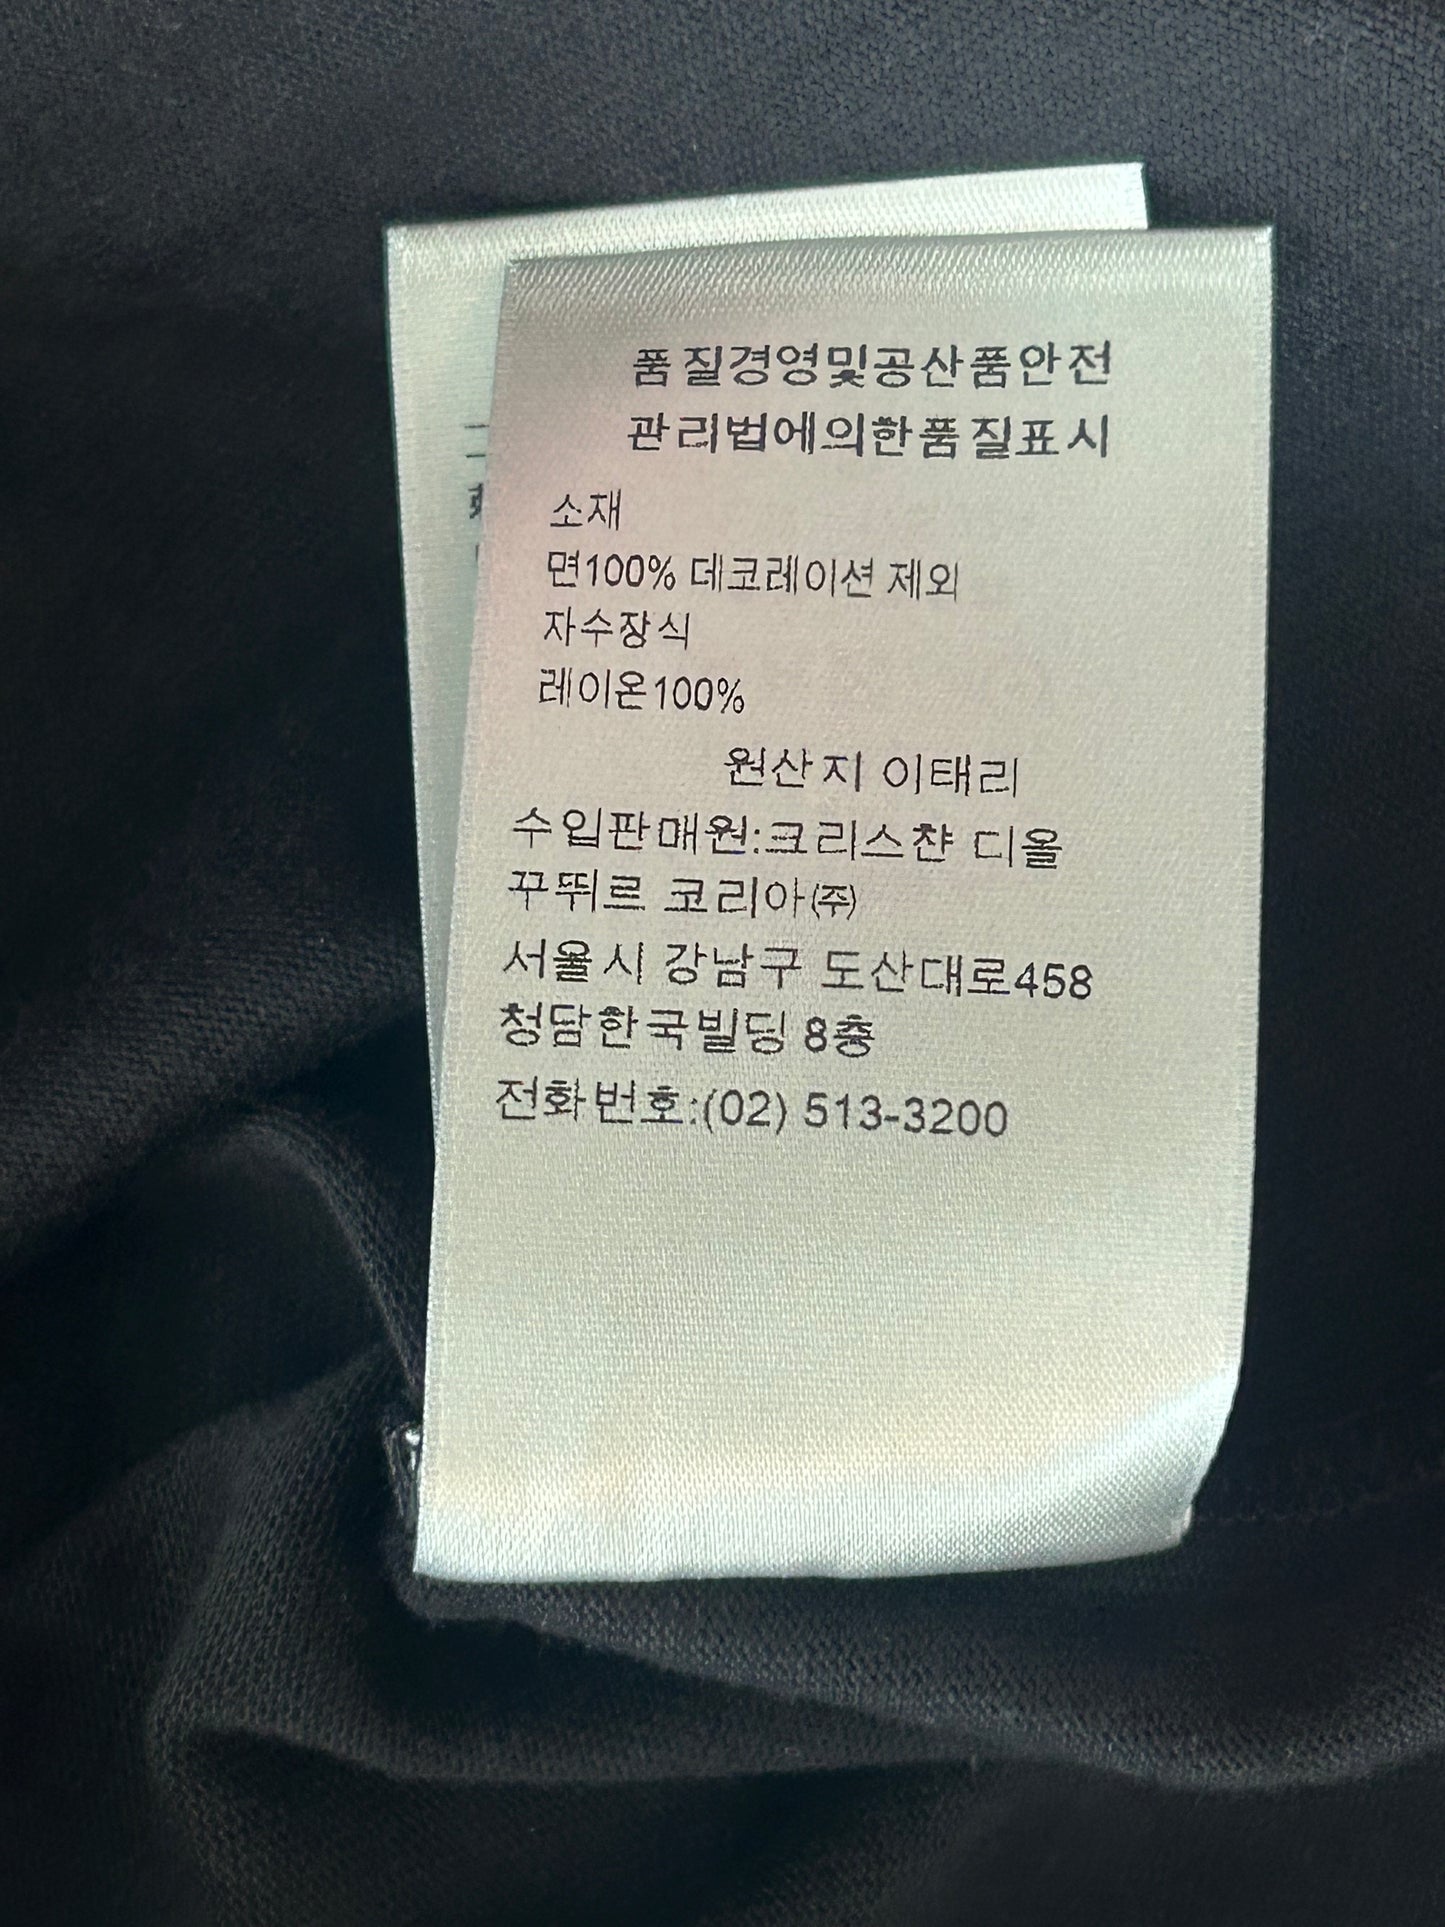 품질경영및공산품안전
관리법에의한품질표시
소재
면100% 데코레이션 제외
자수장식
레이온100%
원산지 이태리
수입판매원:크리스챤 디올
꾸뛰르 코리아㈜
서울시 강남구 도산대로458
청담한국빌딩 8층
전화번호:(02) 513-3200